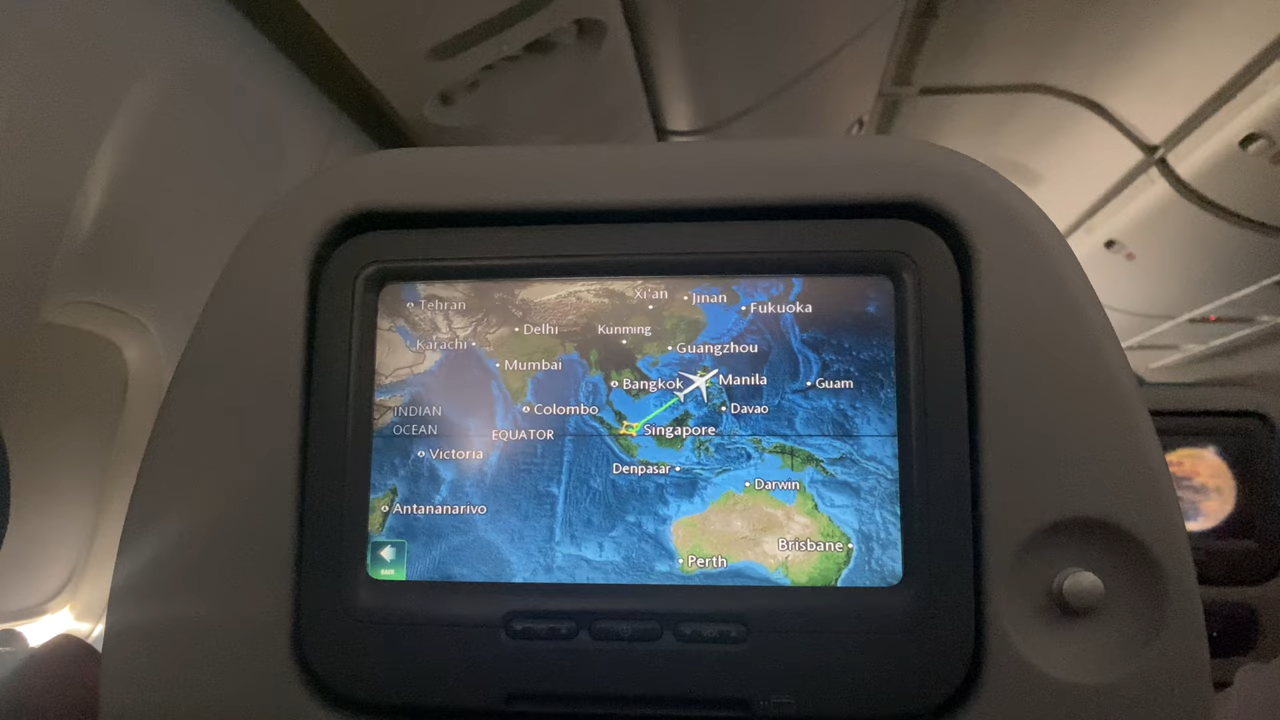 Xi'an
Jinan
Tehran
Fukuoka
Delhi
Kunming
Karachi
Guangzhou
Mumbai
Bangkok
Manila
Guam
Colombo
Davao
INDIAN
OCEAN
EQUATOR
Singapore
Victoria
Denpasar
Darwin
Antananarivo
Brisbane
Perth
BACK